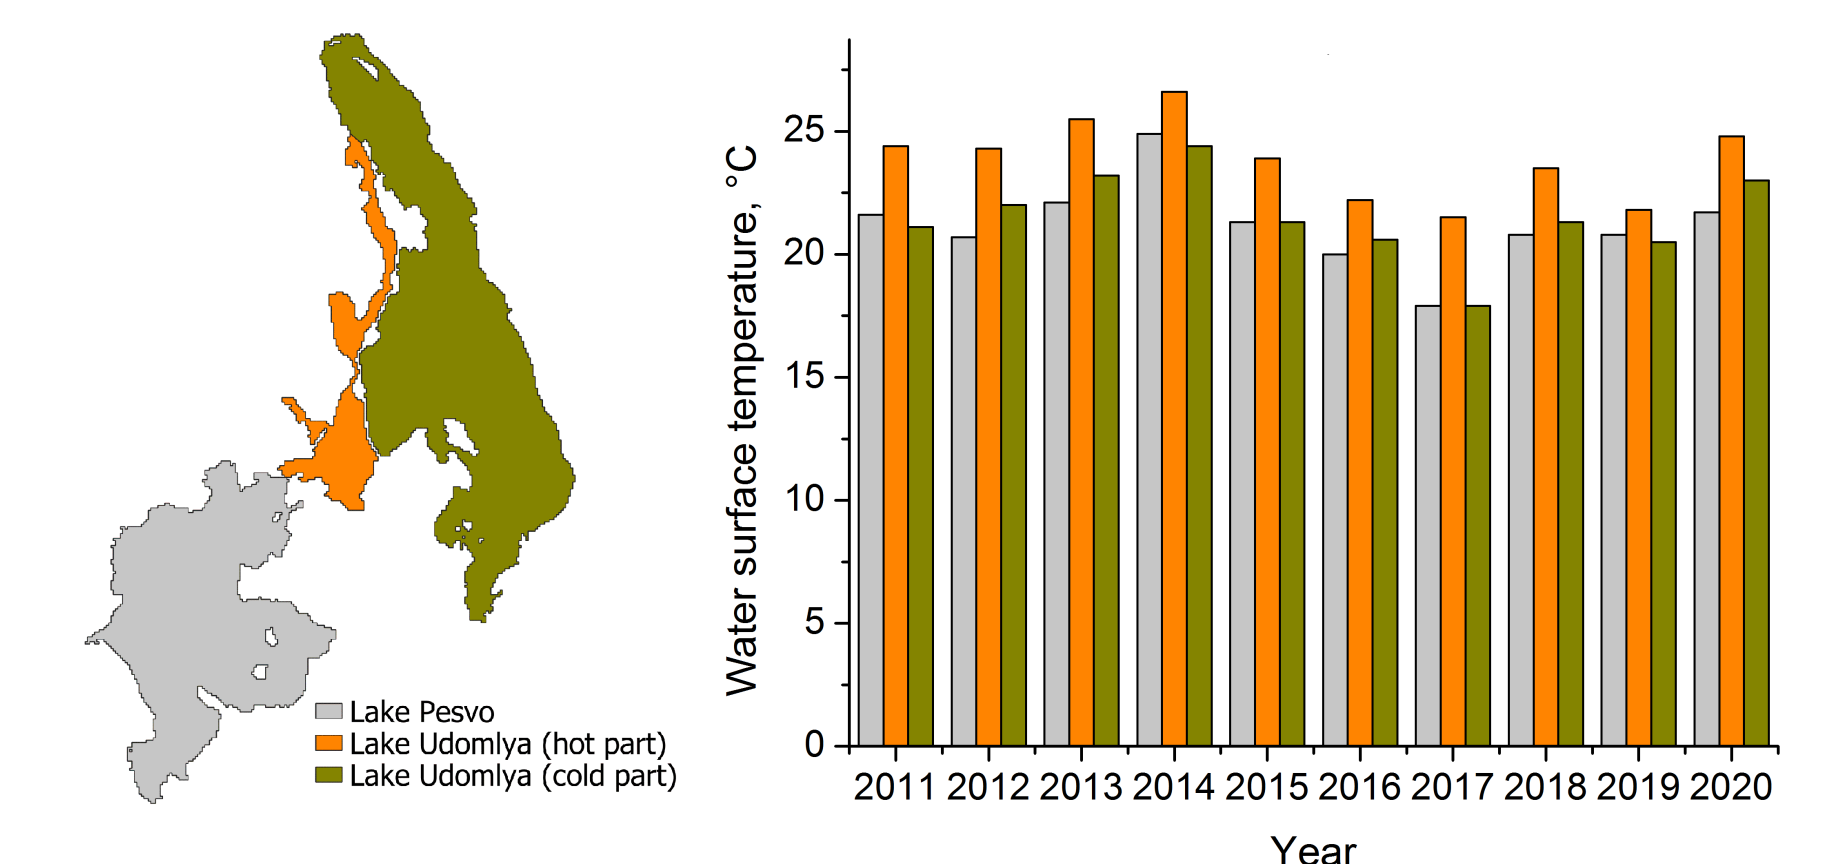 Lake Pesvo
Lake Udomlya (hot part)
Lake Udomlya (cold part)
Water surface temperature, °C
25
20
15
10
5
0
2011 2012 2013 2014 2015 2016 2017 2018 2019 2020
Year